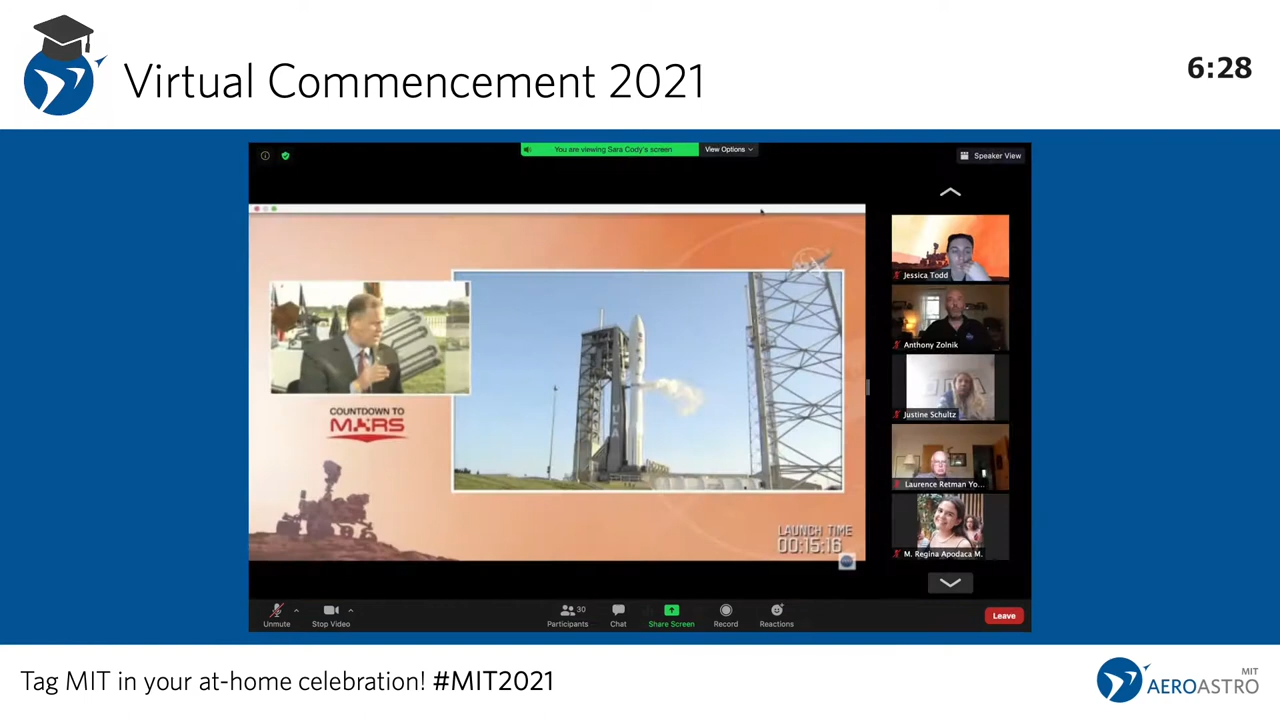 Virtual Commencement 2021
6:28
You are viewing Sara Cody's screen
View Options
Speaker View
COUNTDOWN TO
MARS
ULA
LAUNCH TIME
00:15:16
Jessica Todd
Anthony Zolnik
Justine Schultz
Laurence Retman Yo...
M. Regina Apodaca M.
Unmute
Stop Video
30
Participants
Chat
Share Screen
Record
Reactions
Leave
Tag MIT in your at-home celebration! #MIT2021
MIT
AEROASTRO